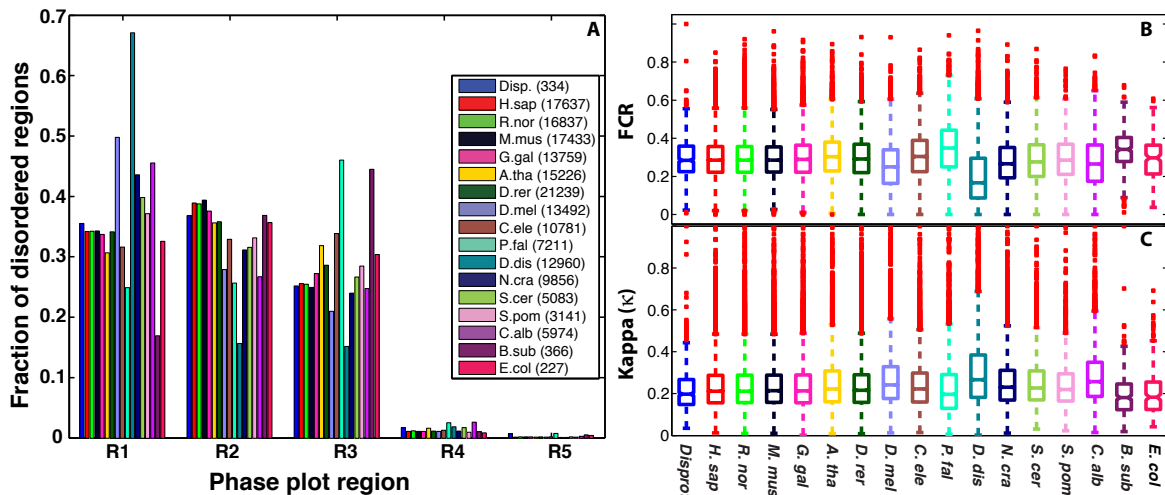 A
Fraction of disordered regions
0.7
0.6
0.5
0.4
0.3
0.2
0.1
0
R1 R2 R3 R4 R5
Phase plot region
Disp. (334)
H.sap (17637)
R.nor (16837)
M.mus (17433)
G.gal (13759)
A.tha (15226)
D.rer (21239)
D.mel (13492)
C.ele (10781)
P.fal (7211)
D.dis (12960)
N.cra (9856)
S.cer (5083)
S.pom (3141)
C.alb (5974)
B.sub (366)
E.col (227)
B
FCR
1
0.8
0.6
0.4
0.2
0
C
Kappa (κ)
1
0.8
0.6
0.4
0.2
0
Dispro.
H. sap
R. nor
M. mus
G. gal
A. tha
D. rer
D. mel
C. ele
P. fal
D. dis
N. cra
S. cer
S. pom
C. alb
B. sub
E. col